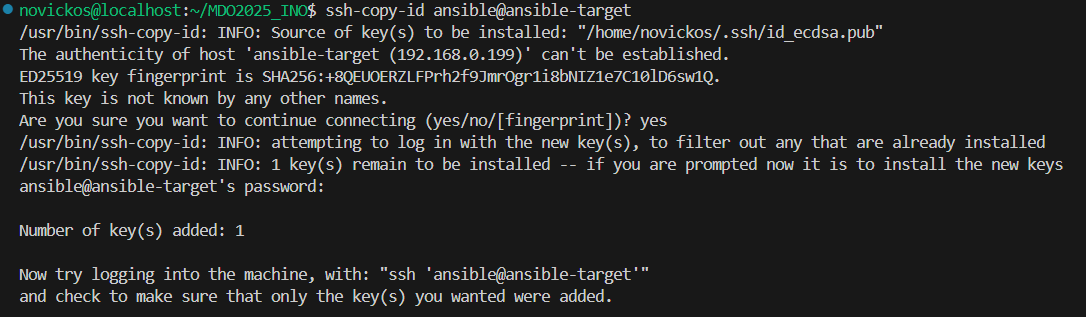 novickos@localhost:~/MDO2025_INO$ ssh-copy-id ansible@ansible-target
/usr/bin/ssh-copy-id: INFO: Source of key(s) to be installed: "/home/novickos/.ssh/id_ecdsa.pub"
The authenticity of host 'ansible-target (192.168.0.199)' can't be established.
ED25519 key fingerprint is SHA256:+8QEUOERZLFPrh2f9JmrOgr1i8bNIZ1e7C10lD6sw1Q.
This key is not known by any other names.
Are you sure you want to continue connecting (yes/no/[fingerprint])? yes
/usr/bin/ssh-copy-id: INFO: attempting to log in with the new key(s), to filter out any that are already installed
/usr/bin/ssh-copy-id: INFO: 1 key(s) remain to be installed -- if you are prompted now it is to install the new keys
ansible@ansible-target's password:
Number of key(s) added: 1
Now try logging into the machine, with: "ssh 'ansible@ansible-target'"
and check to make sure that only the key(s) you wanted were added.